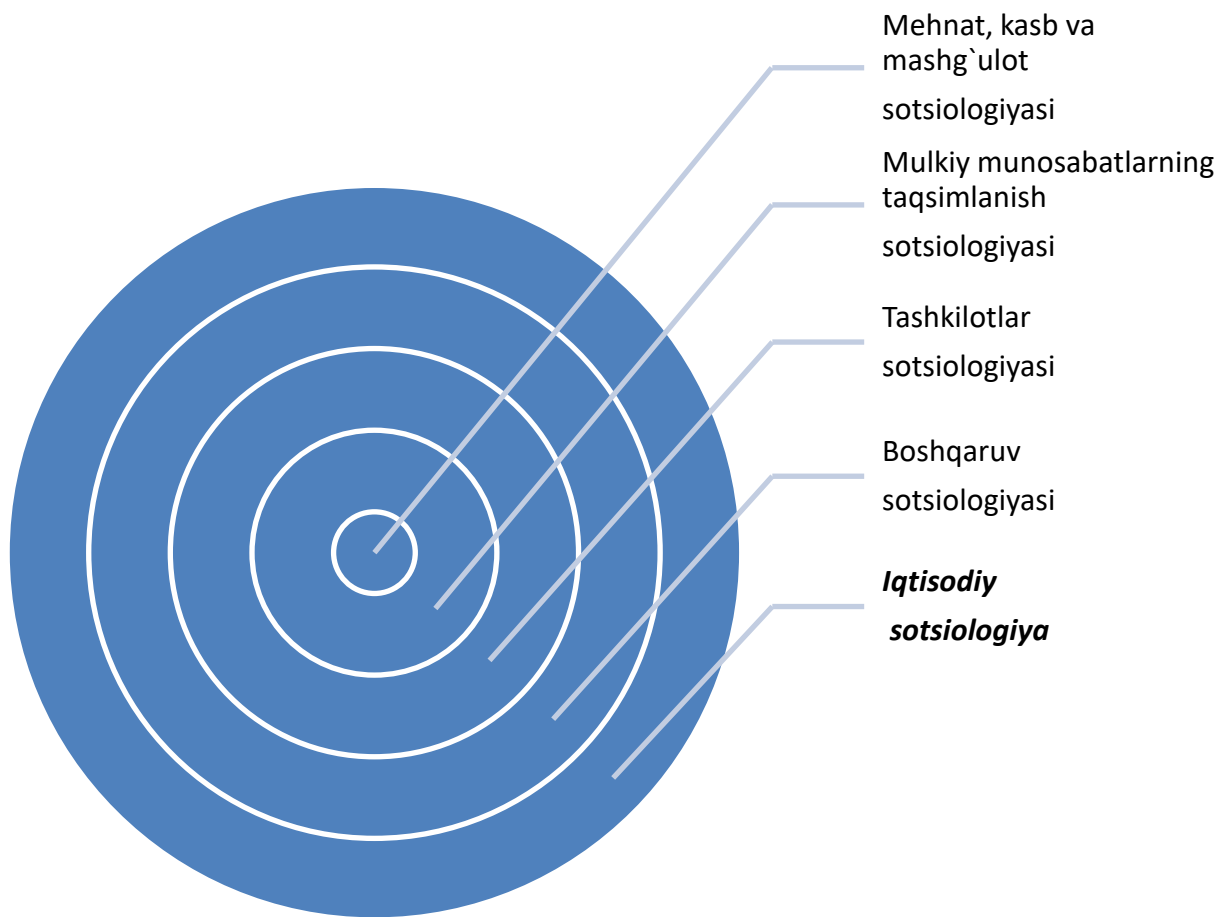 Mehnat, kasb va
mashg`ulot
sotsiologiyasi
Mulkiy munosabatlarning
taqsimlanish
sotsiologiyasi
Tashkilotlar
sotsiologiyasi
Boshqaruv
sotsiologiyasi
Iqtisodiy
sotsiologiya